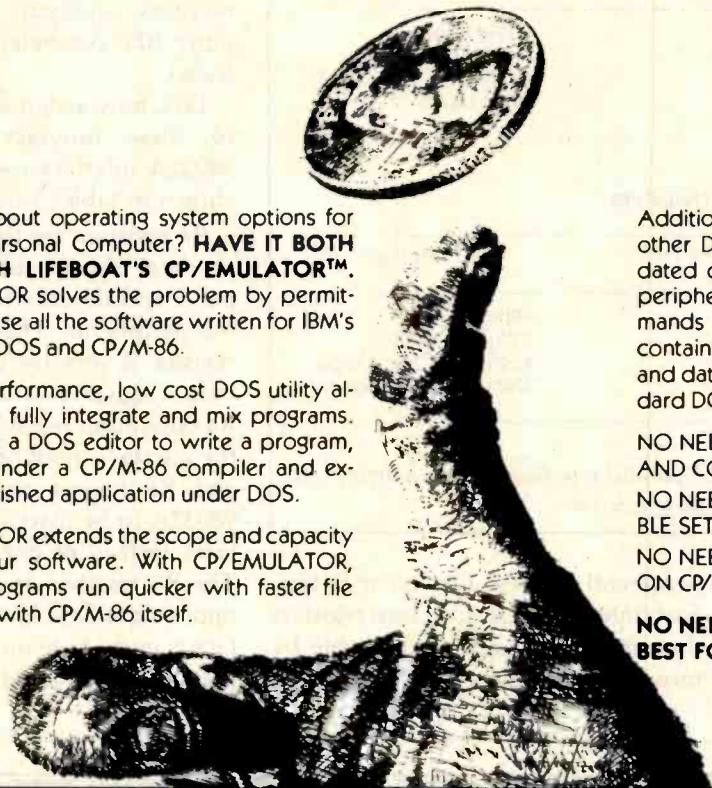 bout operating system options for
ersonal Computer? HAVE IT BOTH
H LIFEBOAT'S CP/EMULATOR™.
OR solves the problem by permit-
se all the software written for IBM's
DOS and CP/M-86.
rformance, low cost DOS utility al-
fully integrate and mix programs.
a DOS editor to write a program,
nder a CP/M-86 compiler and ex-
ished application under DOS.
OR extends the scope and capacity
ur software. With CP/EMULATOR,
ograms run quicker with faster file
with CP/M-86 itself.
Additio
other D
dated c
periphe
mands
contain
and dat
dard DO
NO NEE
AND CO
NO NEE
BLE SET
NO NEE
ON CP/
NO NEE
BEST FO